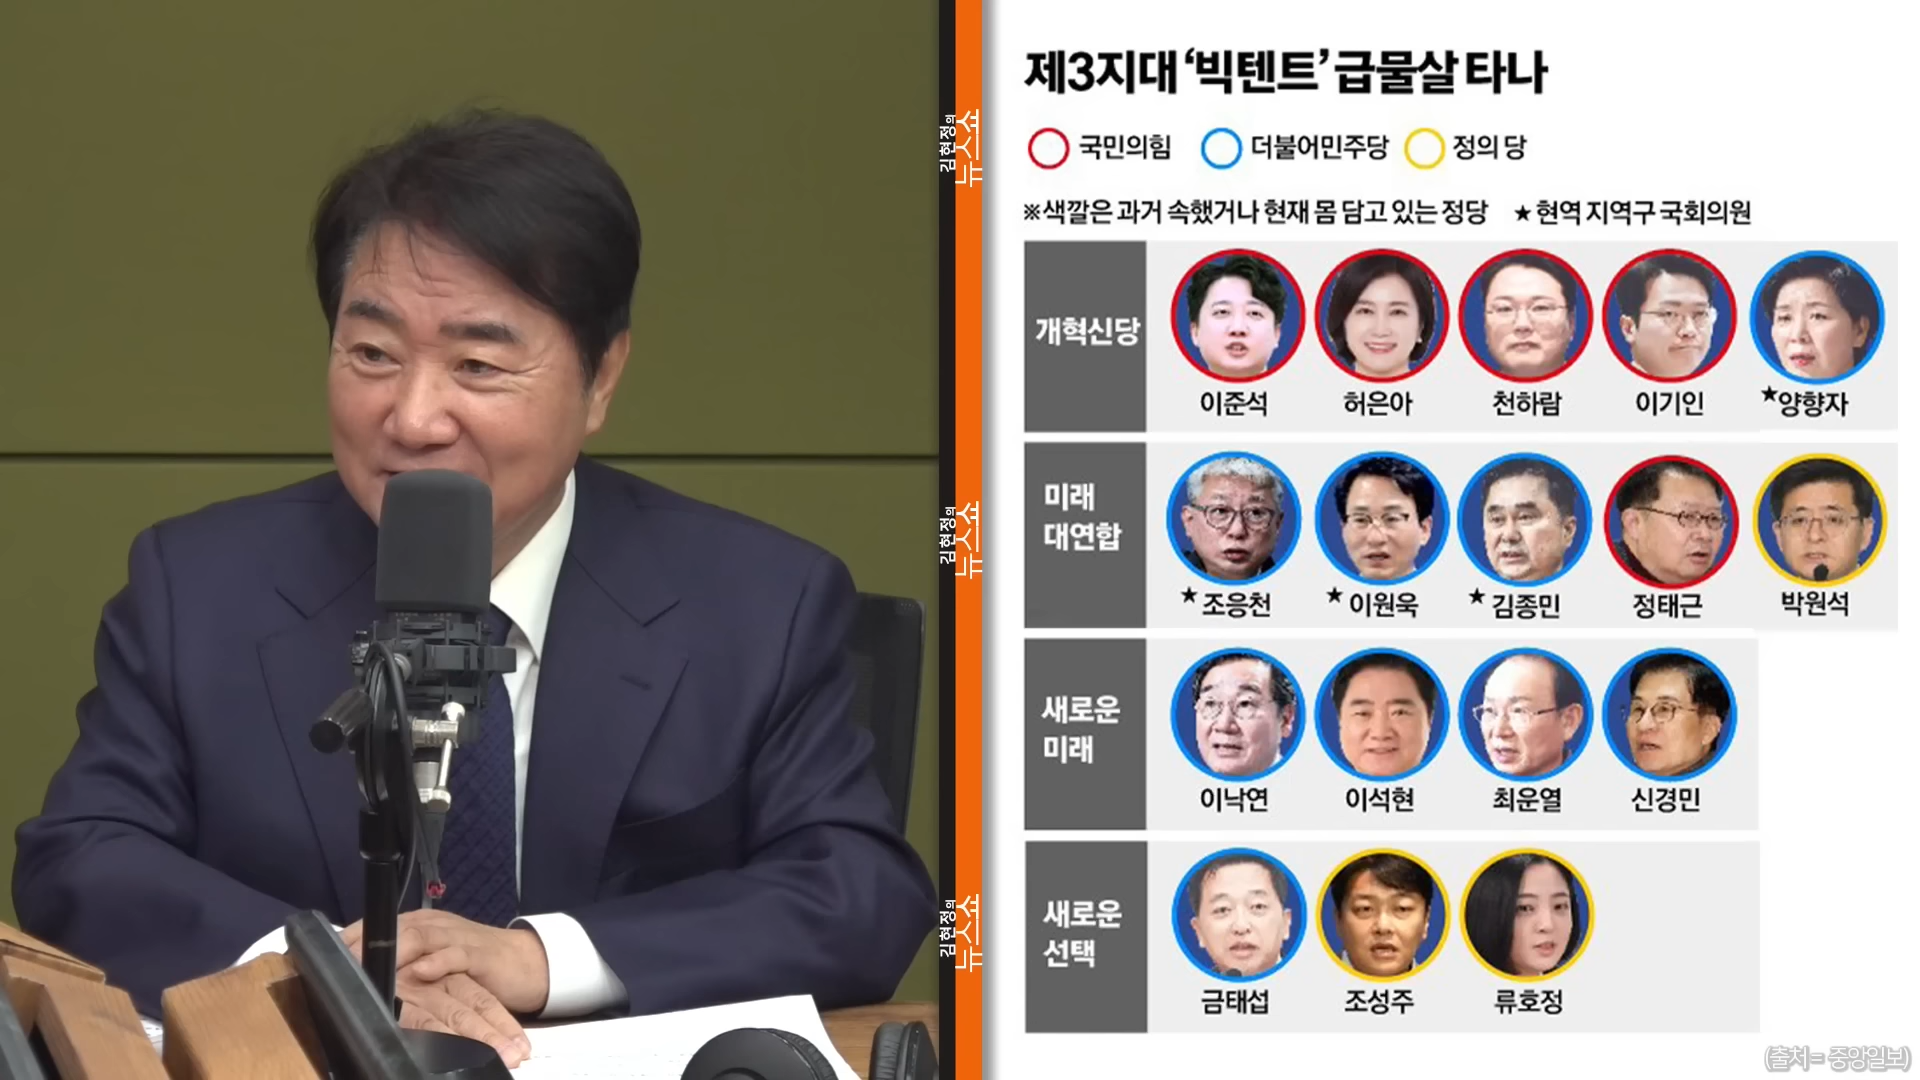 김현정의
뉴스쇼
김현정의
뉴스쇼
김현정의
뉴스쇼
제3지대 ‘빅텐트’ 급물살 타나
국민의힘 더불어민주당 정의 당
※색깔은 과거 속했거나 현재 몸 담고 있는 정당 ★ 현역 지역구 국회의원
개혁신당
이준석 허은아 천하람 이기인 ★양향자
미래
대연합
★조응천 ★이원욱 ★김종민 정태근 박원석
새로운
미래
이낙연 이석현 최운열 신경민
새로운
선택
금태섭 조성주 류호정
(출처= 중앙일보)